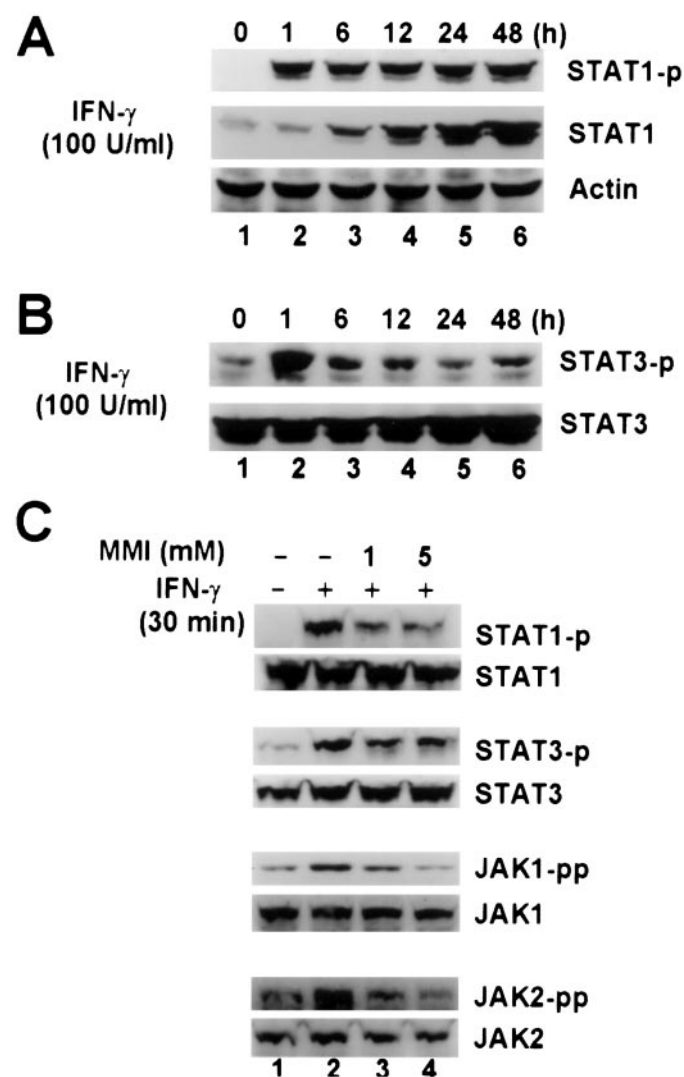 A
0 1 6 12 24 48 (h)
STAT1-p
IFN-γ
(100 U/ml)
STAT1
Actin
1 2 3 4 5 6
B
0 1 6 12 24 48 (h)
STAT3-p
IFN-γ
(100 U/ml)
STAT3
1 2 3 4 5 6
C
MMI (mM) – – 1 5
IFN-γ – + + +
(30 min)
STAT1-p
STAT1
STAT3-p
STAT3
JAK1-pp
JAK1
JAK2-pp
JAK2
1 2 3 4